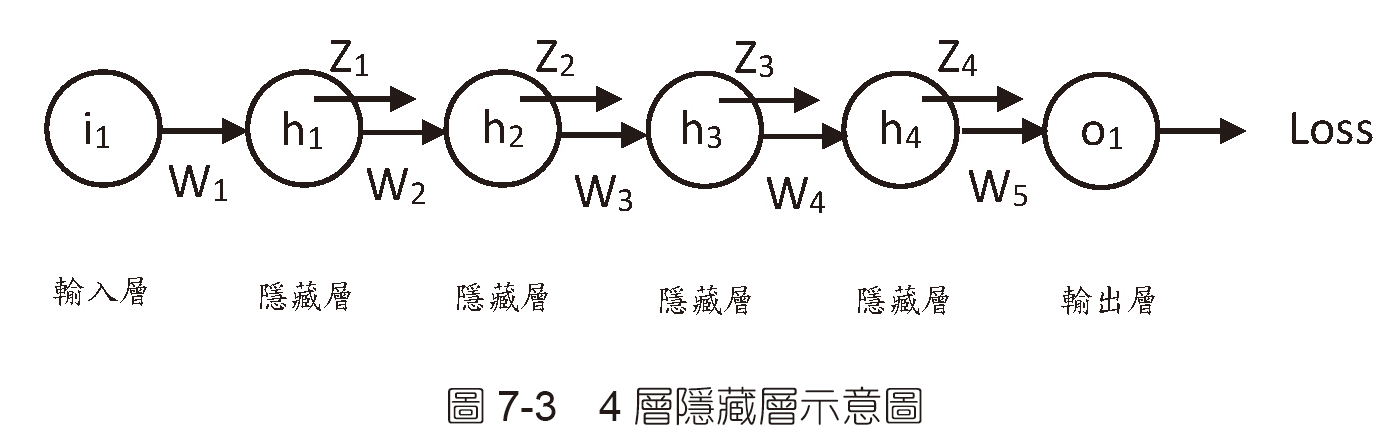 Z₁ Z₂ Z₃ Z₄
i₁ h₁ h₂ h₃ h₄ o₁ Loss
W₁ W₂ W₃ W₄ W₅
輸入層 隱藏層 隱藏層 隱藏層 隱藏層 輸出層
圖 7-3 4 層隱藏層示意圖